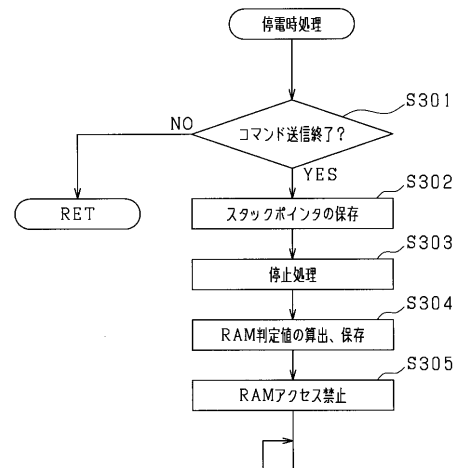 停電時処理
S301
コマンド送信終了?
NO
YES
RET
S302
スタックポインタの保存
S303
停止処理
S304
RAM判定値の算出、保存
S305
RAMアクセス禁止